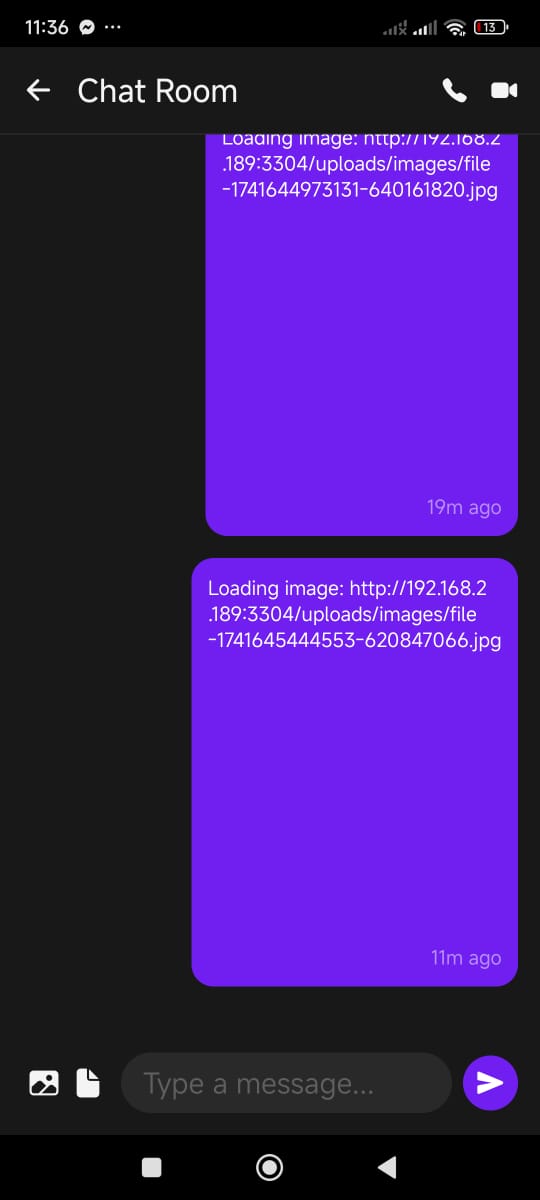 11:36
13
Chat Room
Loading image: http://192.168.2
.189:3304/uploads/images/file
-1741644973131-640161820.jpg
19m ago
Loading image: http://192.168.2
.189:3304/uploads/images/file
-1741645444553-620847066.jpg
11m ago
Type a message...